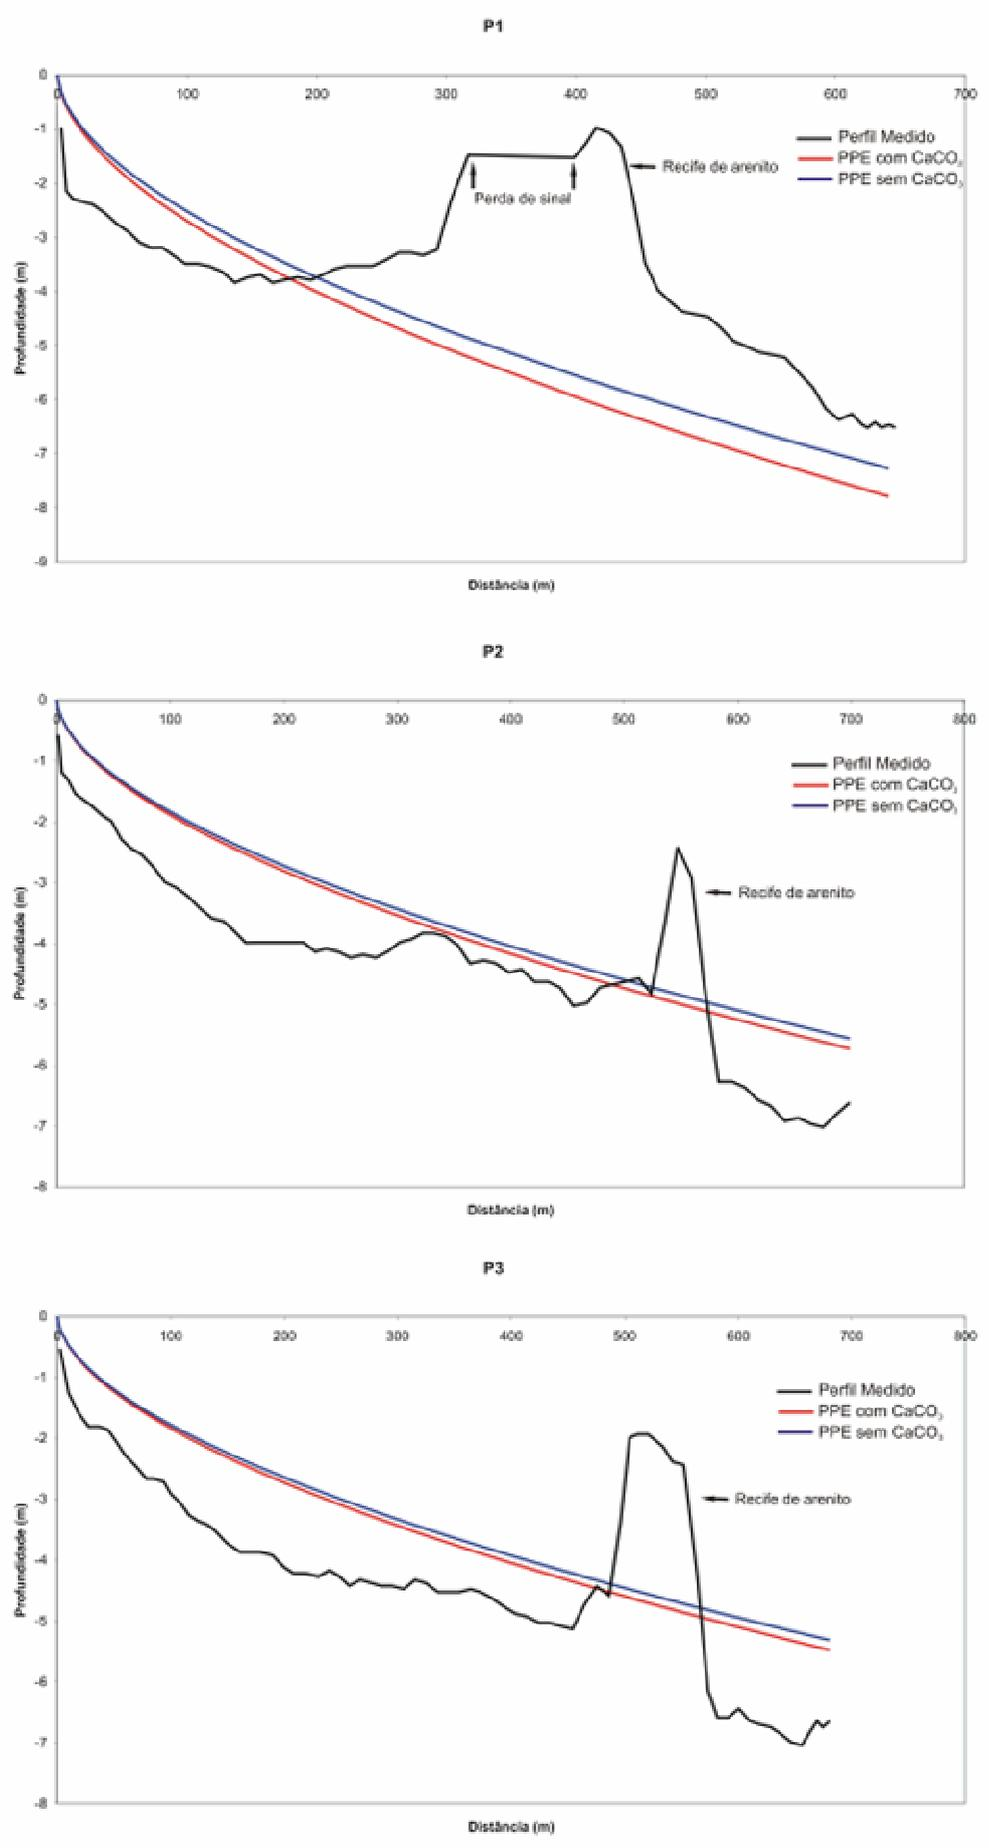 P1
0
0 100 200 300 400 500 600 700
-1
-2
-3
-4
-5
-6
-7
-8
-9
Profundidade (m)
Perfil Medido
PPE com CaCO₃
PPE sem CaCO₃
Recife de arenito
Perda de sinal
Distância (m)
P2
0
0 100 200 300 400 500 600 700 800
-1
-2
-3
-4
-5
-6
-7
-8
Profundidade (m)
Perfil Medido
PPE com CaCO₃
PPE sem CaCO₃
Recife de arenito
Distância (m)
P3
0
0 100 200 300 400 500 600 700 800
-1
-2
-3
-4
-5
-6
-7
-8
Profundidade (m)
Perfil Medido
PPE com CaCO₃
PPE sem CaCO₃
Recife de arenito
Distância (m)